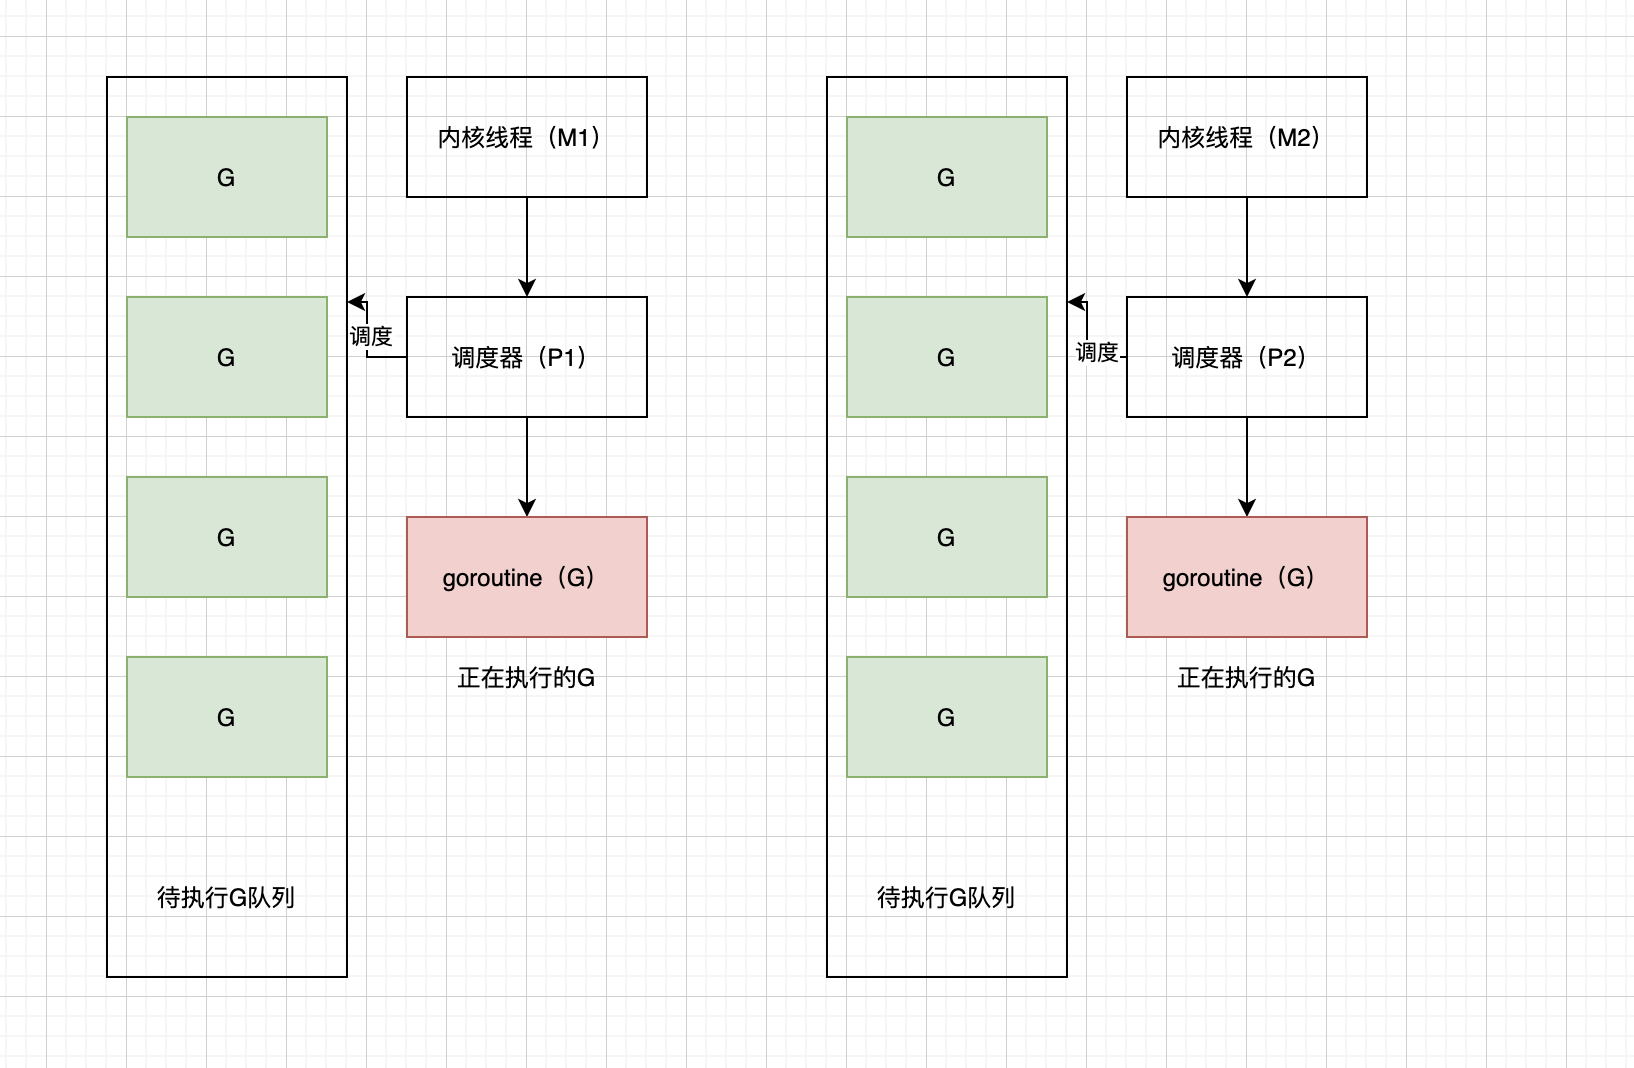 内核线程（M1）
G
G
调度
调度器（P1）
G
goroutine（G）
正在执行的G
G
待执行G队列
内核线程（M2）
G
G
调度
调度器（P2）
G
goroutine（G）
正在执行的G
G
待执行G队列